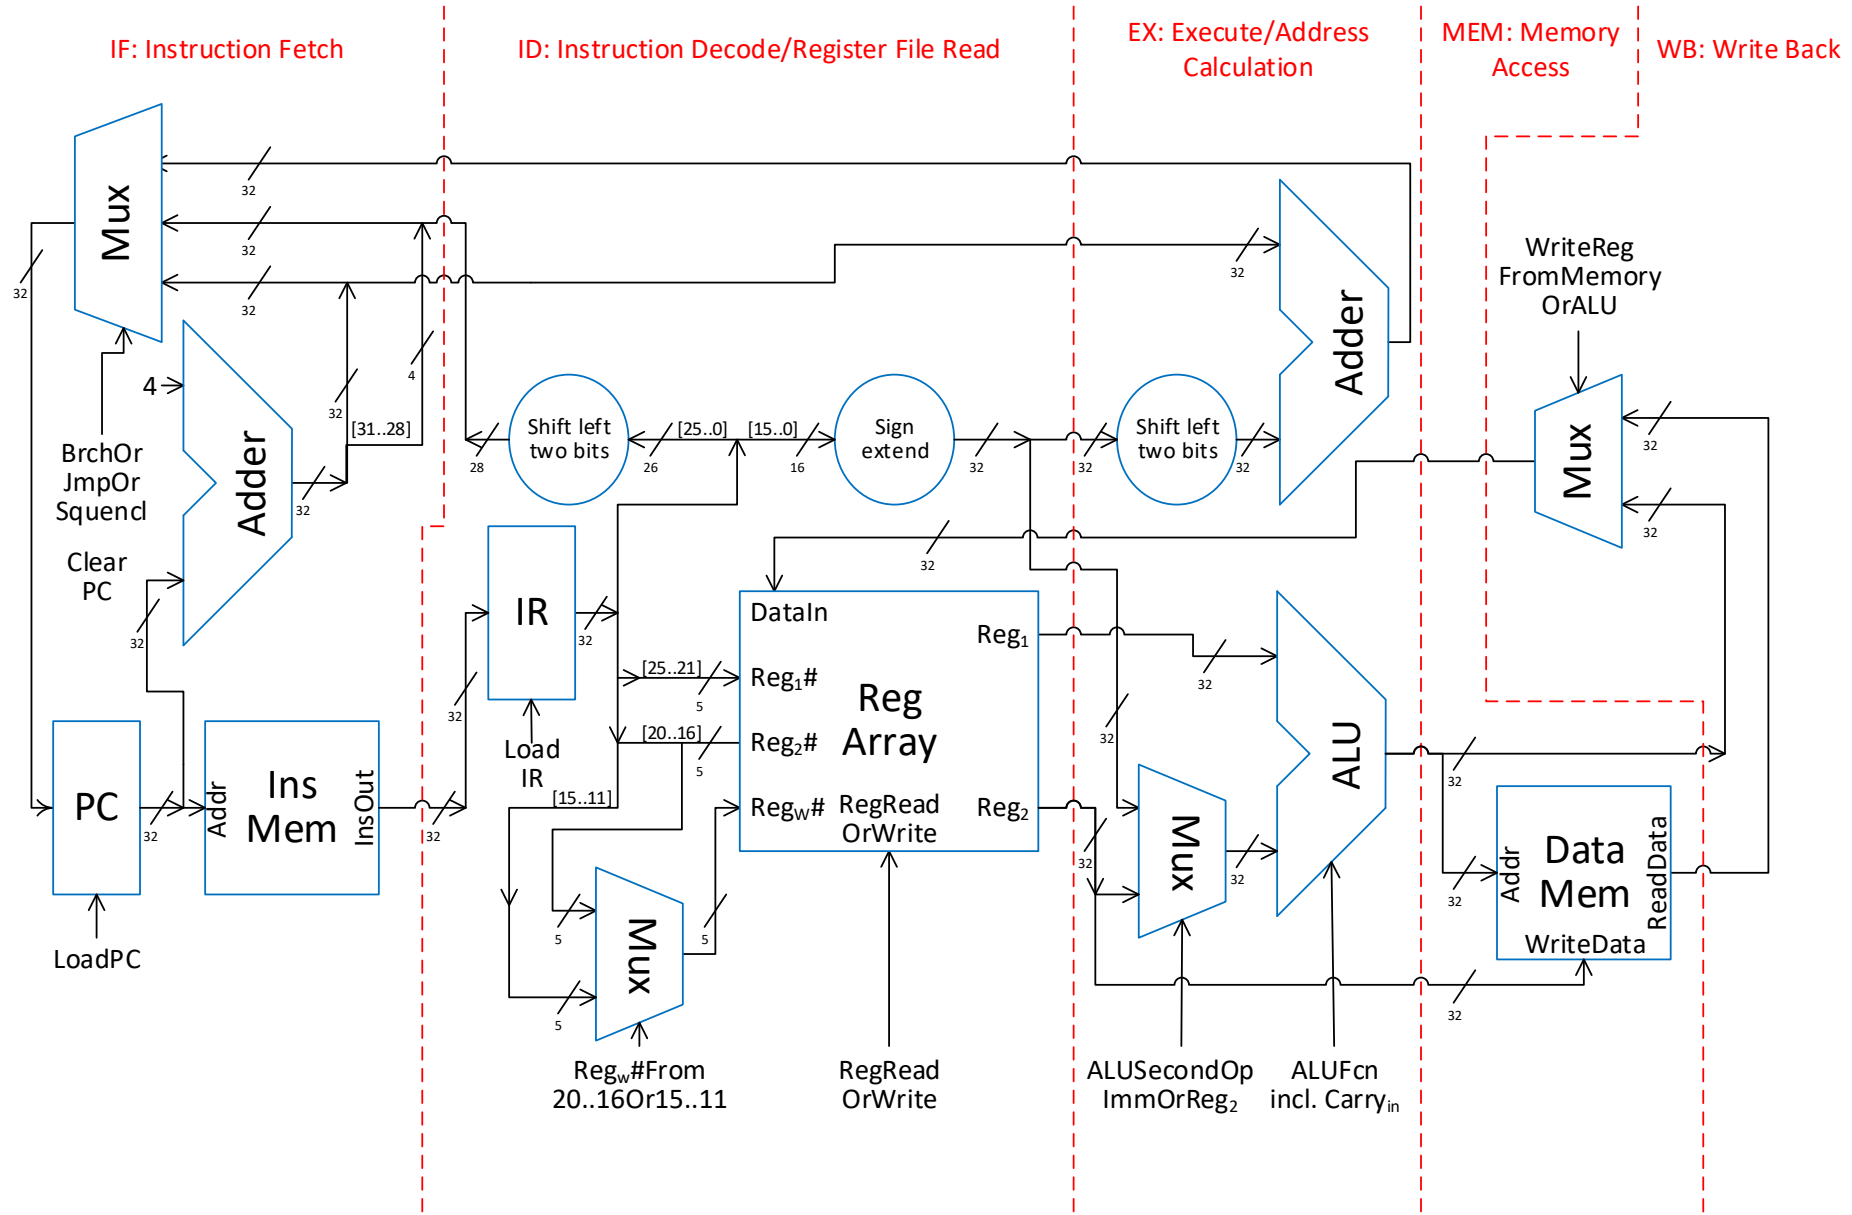 IF: Instruction Fetch
ID: Instruction Decode/Register File Read
EX: Execute/Address
Calculation
MEM: Memory
Access
WB: Write Back
Mux
32
32
32
32
BrchOr
JmpOr
Squencl
4
Adder
32
32
4
[31..28]
Clear
PC
32
PC
LoadPC
32
Addr
Ins
Mem
InsOut
32
32
IR
Load
IR
32
28
Shift left
two bits
26
[25..0]
[15..0]
16
Sign
extend
32
32
Shift left
two bits
32
32
Adder
[25..21]
5
[20..16]
5
[15..11]
5
5
Mux
5
Regw#From
20..16Or15..11
32
DataIn
Reg1#
Reg2#
RegW#
Reg
Array
RegRead
OrWrite
Reg1
Reg2
RegRead
OrWrite
32
32
32
Mux
32
ALUSecondOp
ImmOrReg2
ALU
ALUFcn
incl. Carryin
32
32
32
Addr
Data
Mem
ReadData
WriteData
WriteReg
FromMemory
OrALU
Mux
32
32